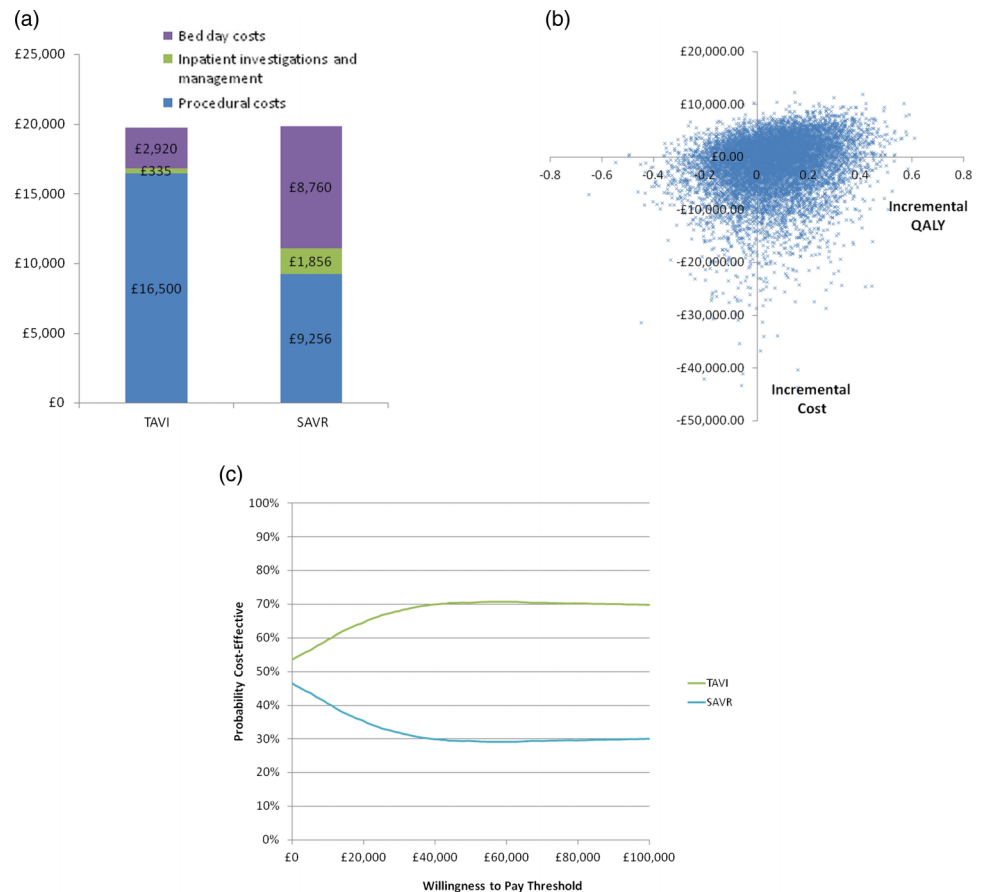 (a)
Bed day costs
Inpatient investigations and
management
Procedural costs
£25,000
£20,000
£15,000
£10,000
£5,000
£0
£2,920
£335
£16,500
£8,760
£1,856
£9,256
TAVI
SAVR
(b)
£20,000.00
£10,000.00
£0.00
-£10,000.00
-£20,000.00
-£30,000.00
-£40,000.00
-£50,000.00
-0.8
-0.6
-0.4
-0.2
0
0.2
0.4
0.6
0.8
Incremental
QALY
Incremental
Cost
(c)
100%
90%
80%
70%
60%
50%
40%
30%
20%
10%
0%
Probability Cost-Effective
£0
£20,000
£40,000
£60,000
£80,000
£100,000
Willingness to Pay Threshold
TAVI
SAVR